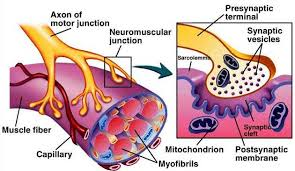 Axon of
motor junction
Neuromuscular
junction
Muscle fiber
Capillary
Myofibrils
Presynaptic
terminal
Synaptic
vesicles
Sarcolemma
Synaptic
cleft
Mitochondrion
Postsynaptic
membrane